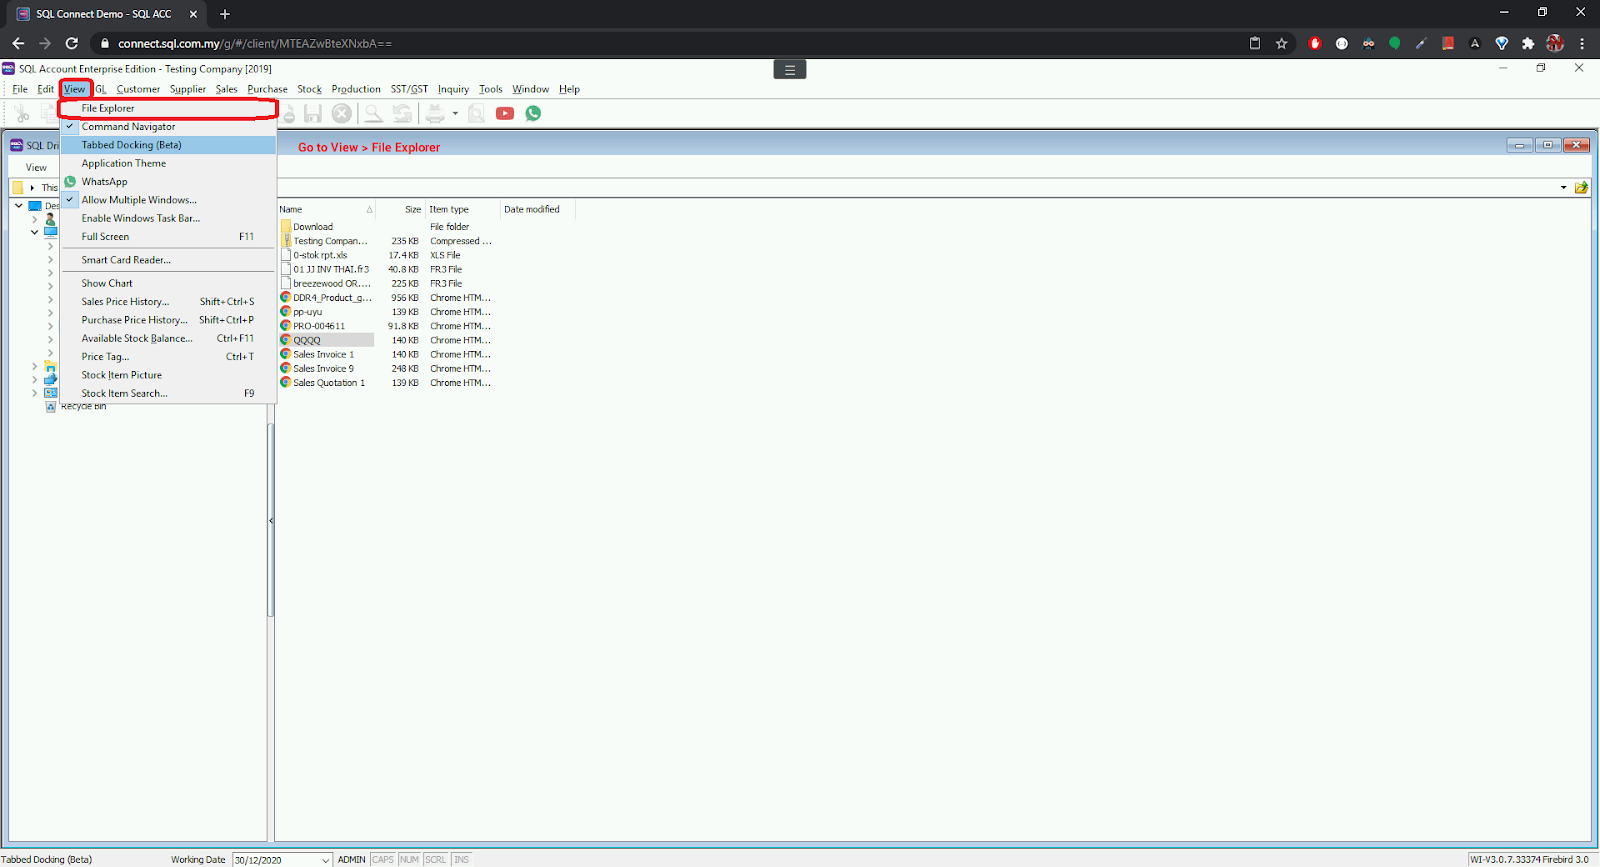 SQL Connect Demo - SQL ACC
connect.sql.com.my/g/#/client/MTEAZwBteXNxbA==
SQL Account Enterprise Edition - Testing Company [2019]
File Edit View GL Customer Supplier Sales Purchase Stock Production SST/GST Inquiry Tools Window Help
File Explorer
Command Navigator
Tabbed Docking (Beta)
Application Theme
WhatsApp
Allow Multiple Windows...
Enable Windows Task Bar...
Full Screen F11
Smart Card Reader...
Show Chart
Sales Price History... Shift+Ctrl+S
Purchase Price History... Shift+Ctrl+P
Available Stock Balance... Ctrl+F11
Price Tag... Ctrl+T
Stock Item Picture
Stock Item Search... F9
SQL Dri
Go to View > File Explorer
View
This
Des
Recycle Bin
Name Size Item type Date modified
Download File folder
Testing Compan... 235 KB Compressed ...
0-stok rpt.xls 17.4 KB XLS File
01 JJ INV THAI.fr3 40.8 KB FR3 File
breezewood OR.... 225 KB FR3 File
DDR4_Product_g... 956 KB Chrome HTM...
pp-uyu 139 KB Chrome HTM...
PRO-004611 91.8 KB Chrome HTM...
QQQQ 140 KB Chrome HTM...
Sales Invoice 1 140 KB Chrome HTM...
Sales Invoice 9 248 KB Chrome HTM...
Sales Quotation 1 139 KB Chrome HTM...
Tabbed Docking (Beta) Working Date 30/12/2020 ADMIN CAPS NUM SCRL INS WI-V3.0.7.33374 Firebird 3.0